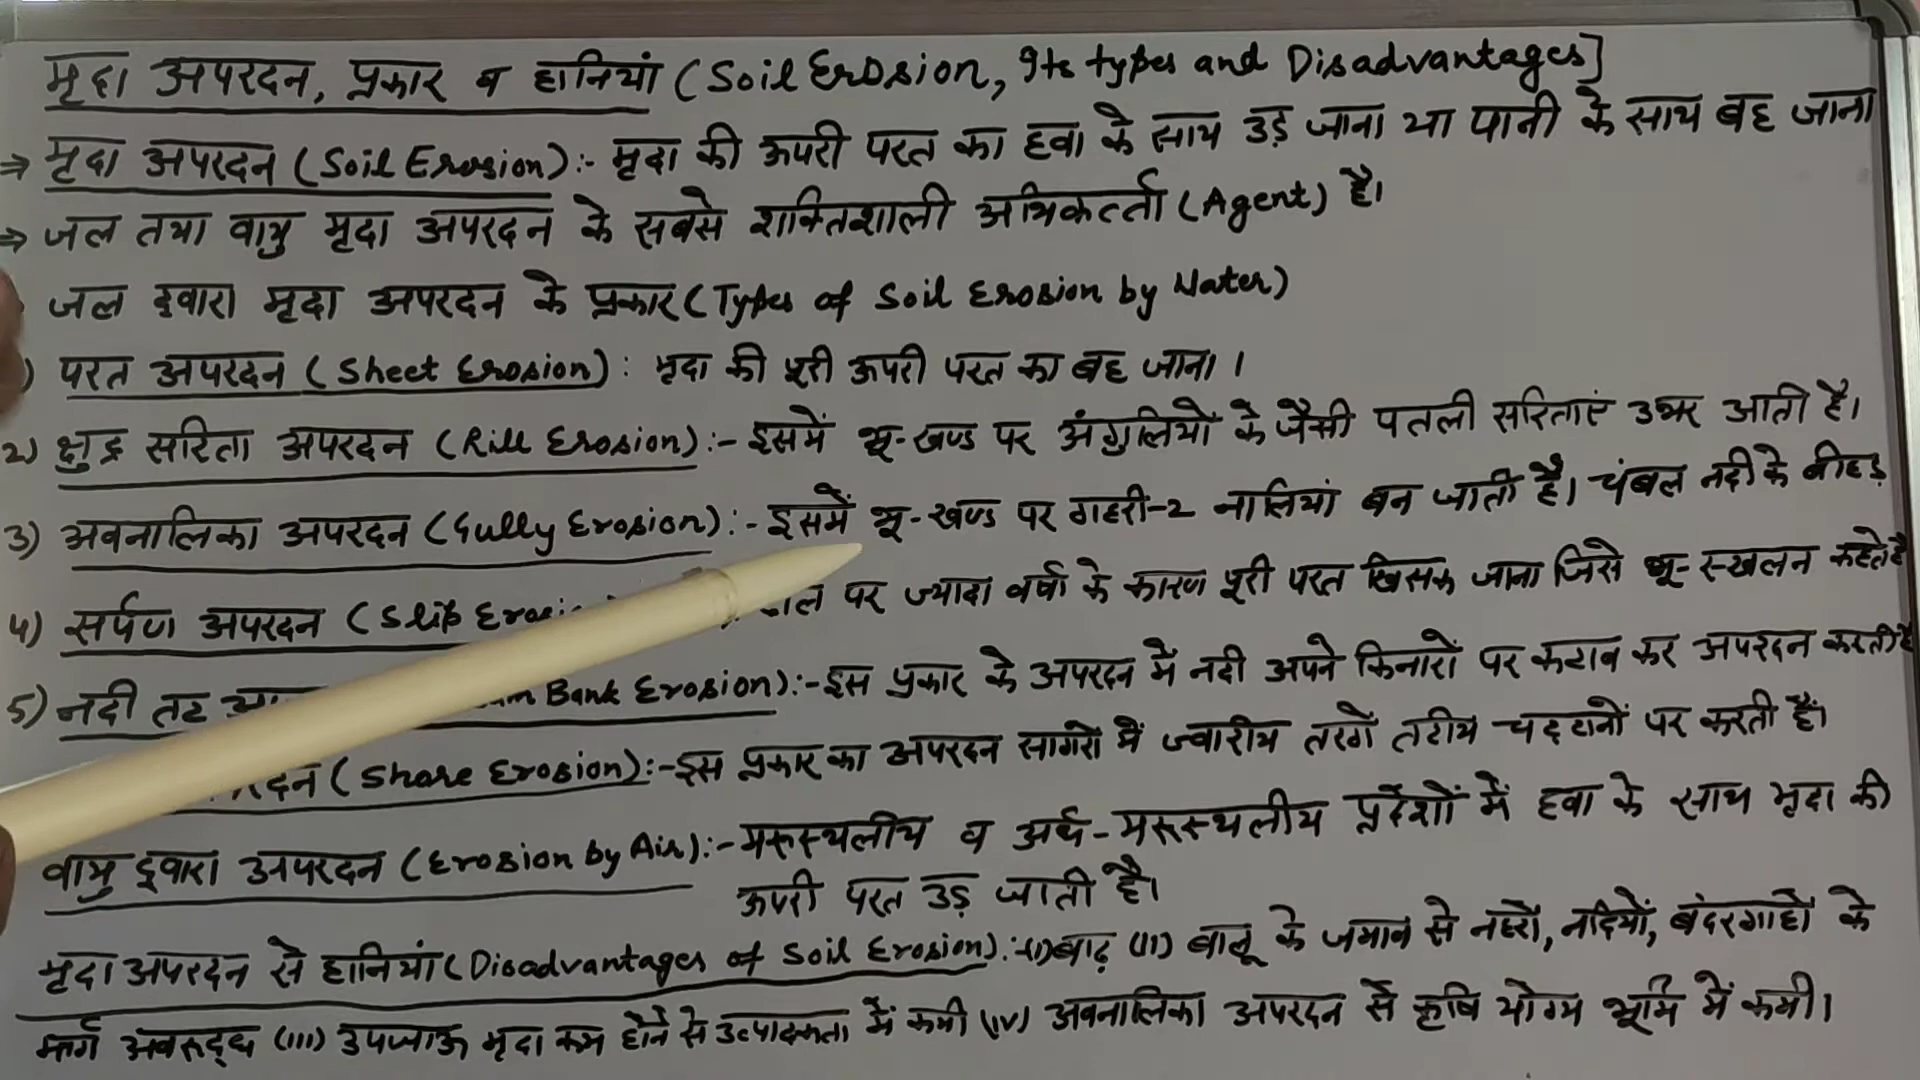 मृदा अपरदन, प्रकार व हानियां (Soil Erosion, Its types and Disadvantages]
⇒ मृदा अपरदन (Soil Erosion):- मृदा की ऊपरी परत का हवा के साथ उड़ जाना या पानी के साथ बह जाना
⇒ जल तथा वायु मृदा अपरदन के सबसे शक्तिशाली अभिकर्त्ता (Agent) है।
जल द्वारा मृदा अपरदन के प्रकार (Types of Soil Erosion by Water)
) परत अपरदन (Sheet Erosion): मृदा की पूरी ऊपरी परत का बह जाना।
2) क्षुद्र सरिता अपरदन (Rill Erosion):- इसमें भू-खण्ड पर अंगुलियों के जैसी पतली सरिताएं उभर आती है।
3) अवनालिका अपरदन (Gully Erosion):- इसमें भू-खण्ड पर गहरी-2 नालियां बन जाती है। चंबल नदी के बीहड़
4) सर्पण अपरदन (Slip पर ज्यादा वर्षा के कारण पूरी परत खिसक जाना जिसे भू-स्खलन कहते है
5) नदी तट Bank Erosion):- इस प्रकार के अपरदन में नदी अपने किनारों पर कटाव कर अपरदन करती है
(Shore Erosion):- इस प्रकार का अपरदन सागरों में ज्वारीय तरंगें तटीय चट्टानों पर करती हैं।
वायु द्वारा अपरदन (Erosion by Air):- मरुस्थलीय व अर्ध-मरुस्थलीय प्रदेशों में हवा के साथ मृदा की
ऊपरी परत उड़ जाती है।
मृदा अपरदन से हानियां (Disadvantages of Soil Erosion):- (I) बाढ़ (II) बालू के जमाव से नहरों, नदियों, बंदरगाहों के
मार्ग अवरुद्ध (III) उपजाऊ मृदा कम होने से उत्पादकता में कमी (IV) अवनालिका अपरदन से कृषि योग्य भूमि में कमी।